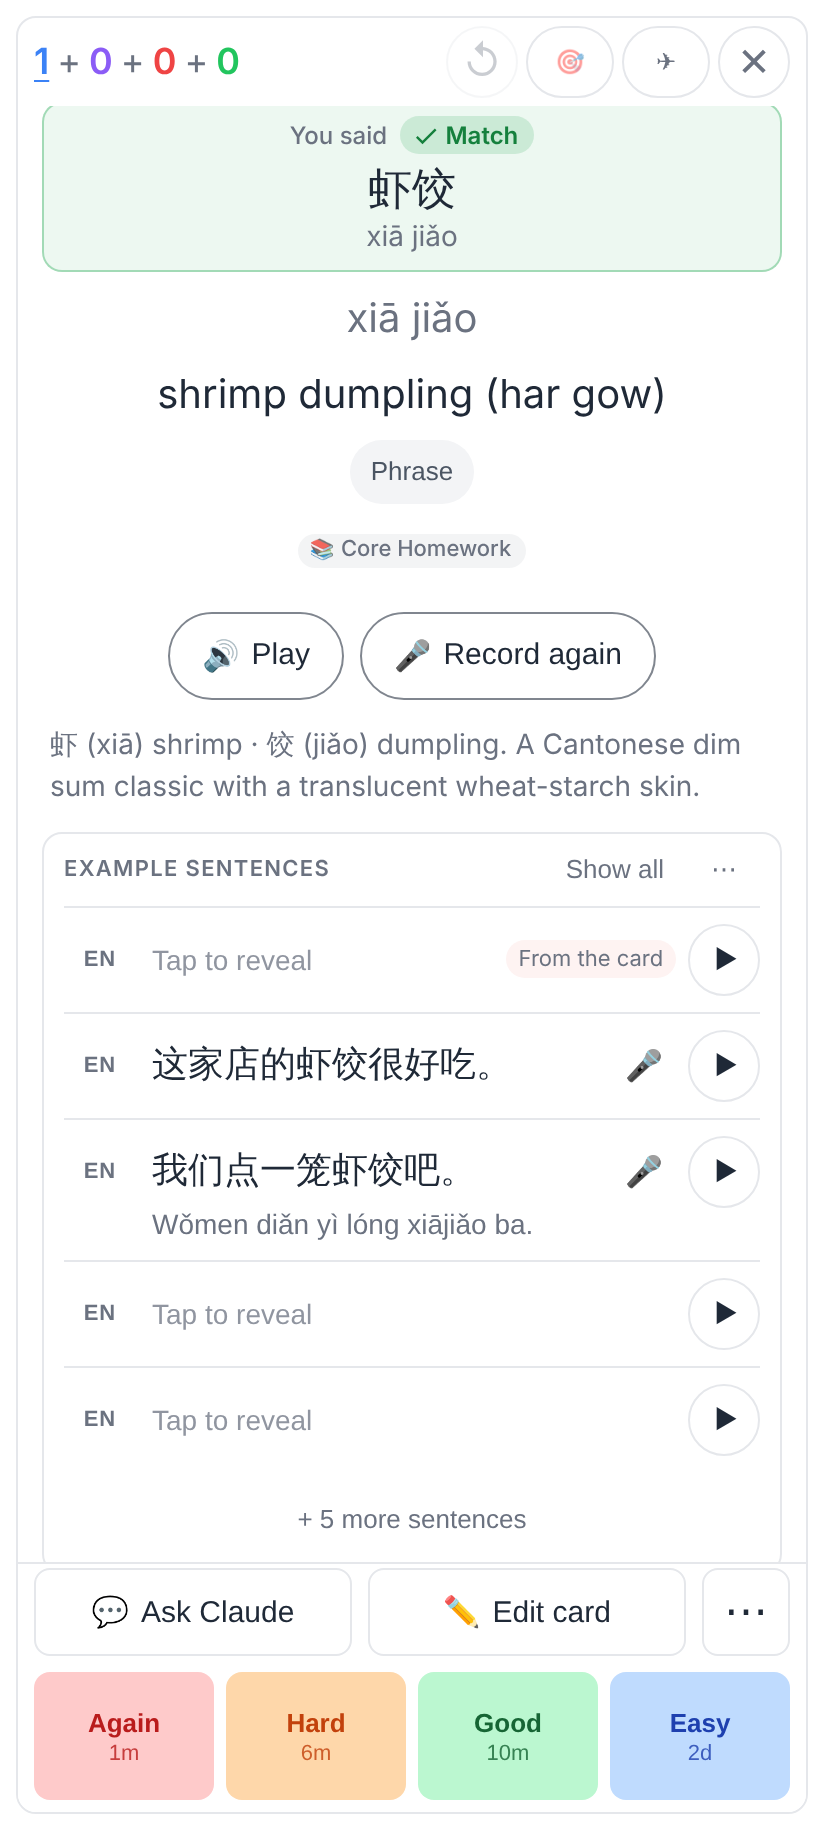 1 + 0 + 0 + 0
You said ✓ Match
虾饺
xiā jiǎo
xiā jiǎo
shrimp dumpling (har gow)
Phrase
📚 Core Homework
🔊 Play 🎤 Record again
虾 (xiā) shrimp · 饺 (jiǎo) dumpling. A Cantonese dim
sum classic with a translucent wheat-starch skin.
EXAMPLE SENTENCES Show all ⋯
EN Tap to reveal From the card
EN 这家店的虾饺很好吃。
EN 我们点一笼虾饺吧。
Wǒmen diǎn yì lóng xiājiǎo ba.
EN Tap to reveal
EN Tap to reveal
+ 5 more sentences
💬 Ask Claude ✏️ Edit card ⋯
Again Hard Good Easy
1m 6m 10m 2d